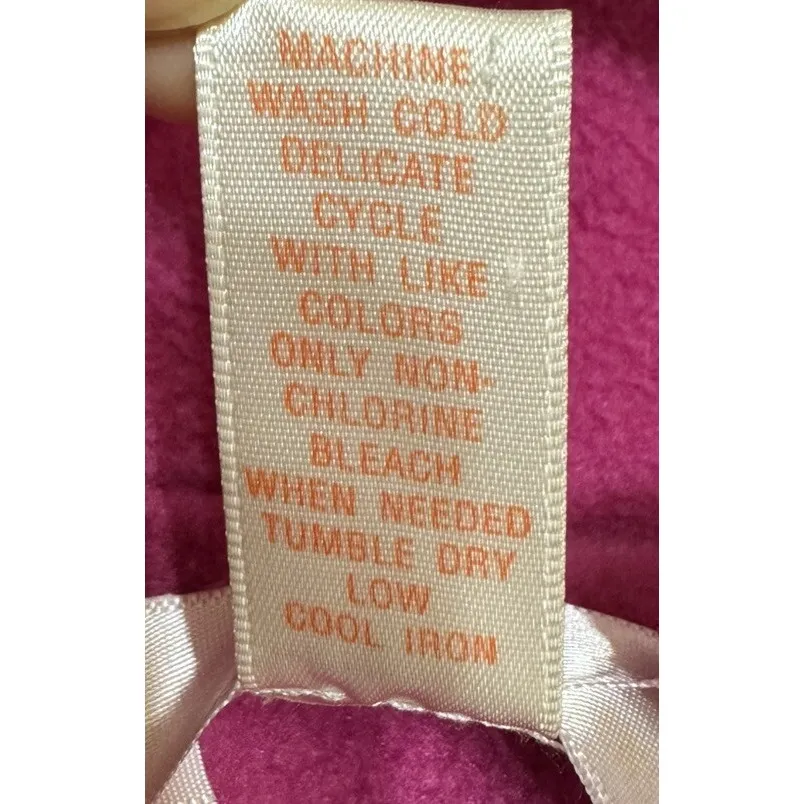 MACHINE
WASH COLD
DELICATE
CYCLE
WITH LIKE
COLORS
ONLY NON-
CHLORINE
BLEACH
WHEN NEEDED
TUMBLE DRY
LOW
COOL IRON